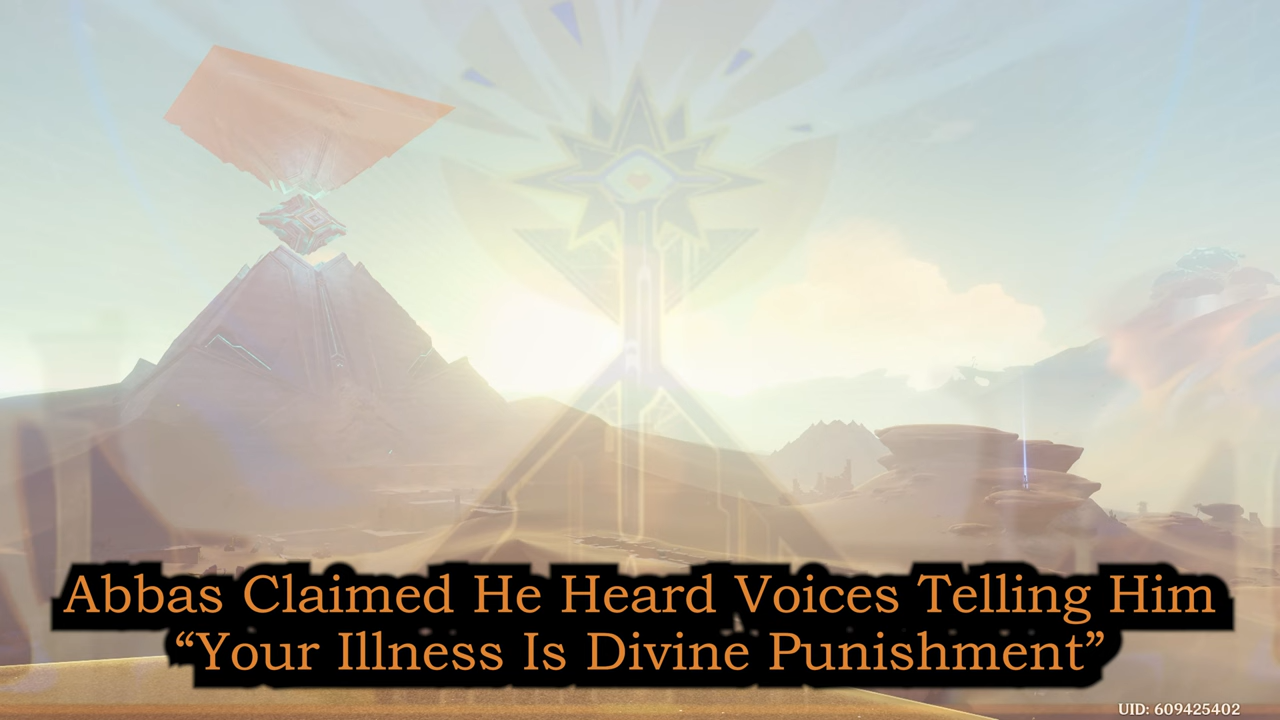 Abbas Claimed He Heard Voices Telling Him
“Your Illness Is Divine Punishment”
UID: 609425402